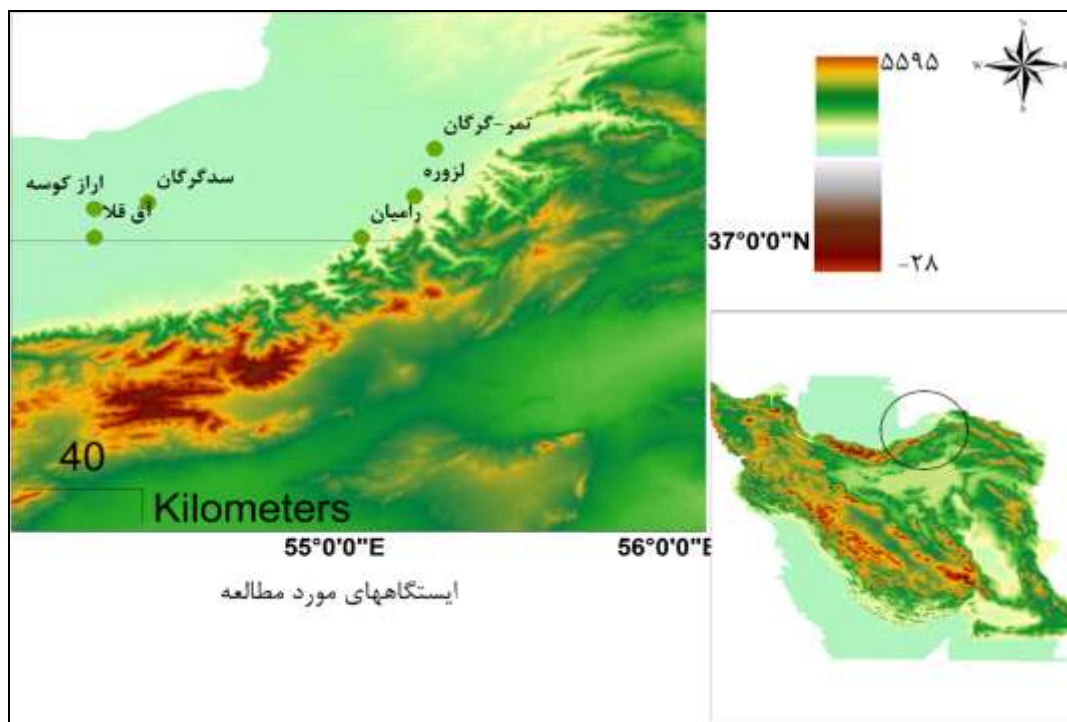 تمر-گرگان
لزوره
رامیان
سدگرگان
اراز کوسه
اق قلا
40
Kilometers
55°0'0"E
56°0'0"E
ایستگاههای مورد مطالعه
۵۵۹۵
-۲۸
37°0'0"N
N
W
E
S